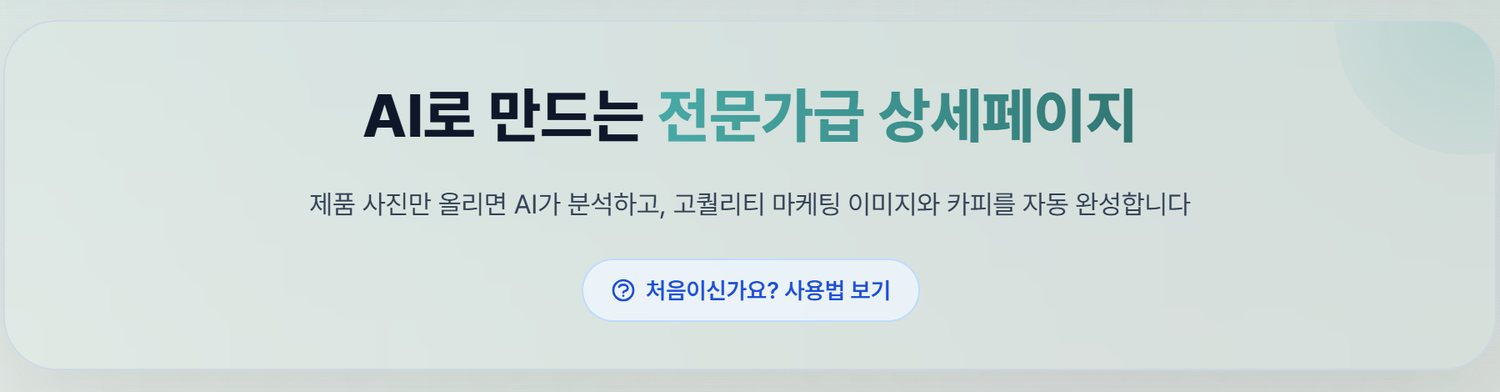 AI로 만드는 전문가급 상세페이지
제품 사진만 올리면 AI가 분석하고, 고퀄리티 마케팅 이미지와 카피를 자동 완성합니다
처음이신가요? 사용법 보기